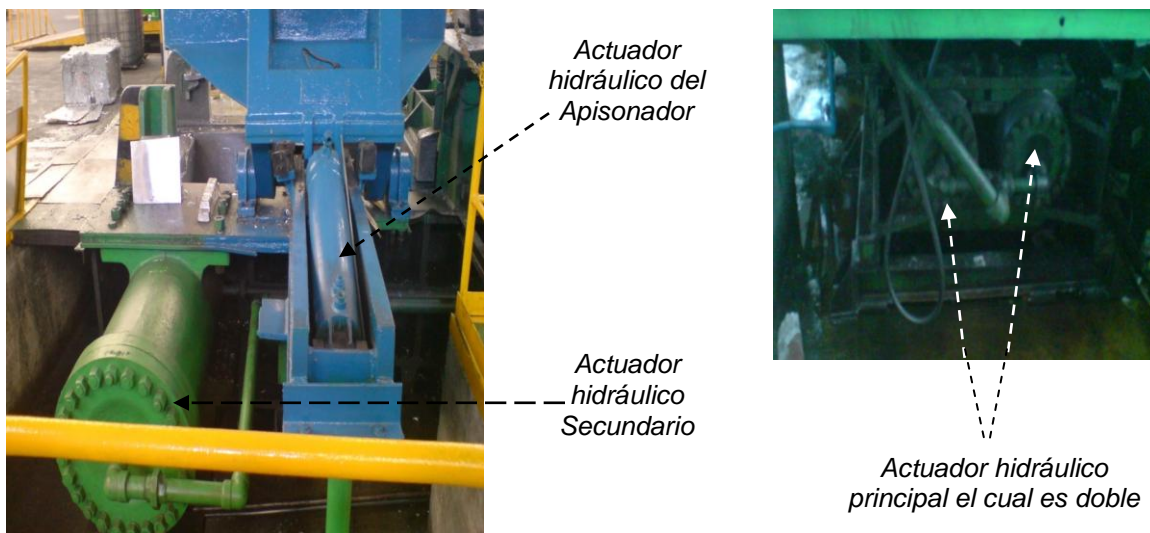 Actuador
hidráulico del
Apisonador
Actuador
hidráulico
Secundario
Actuador hidráulico
principal el cual es doble